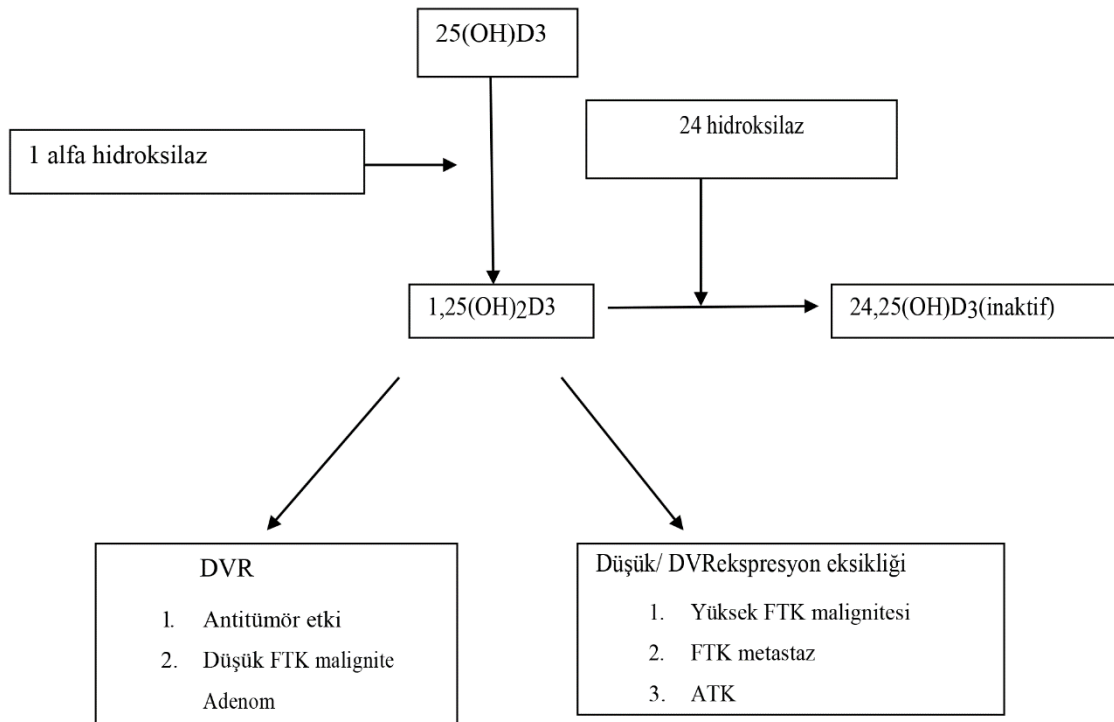 25(OH)D3
24 hidroksilaz
1 alfa hidroksilaz
1,25(OH)2D3
24,25(OH)D3(inaktif)
DVR
1. Antitümör etki
2. Düşük FTK malignite
Adenom
Düşük/ DVRekspresyon eksikliği
1. Yüksek FTK malignitesi
2. FTK metastaz
3. ATK